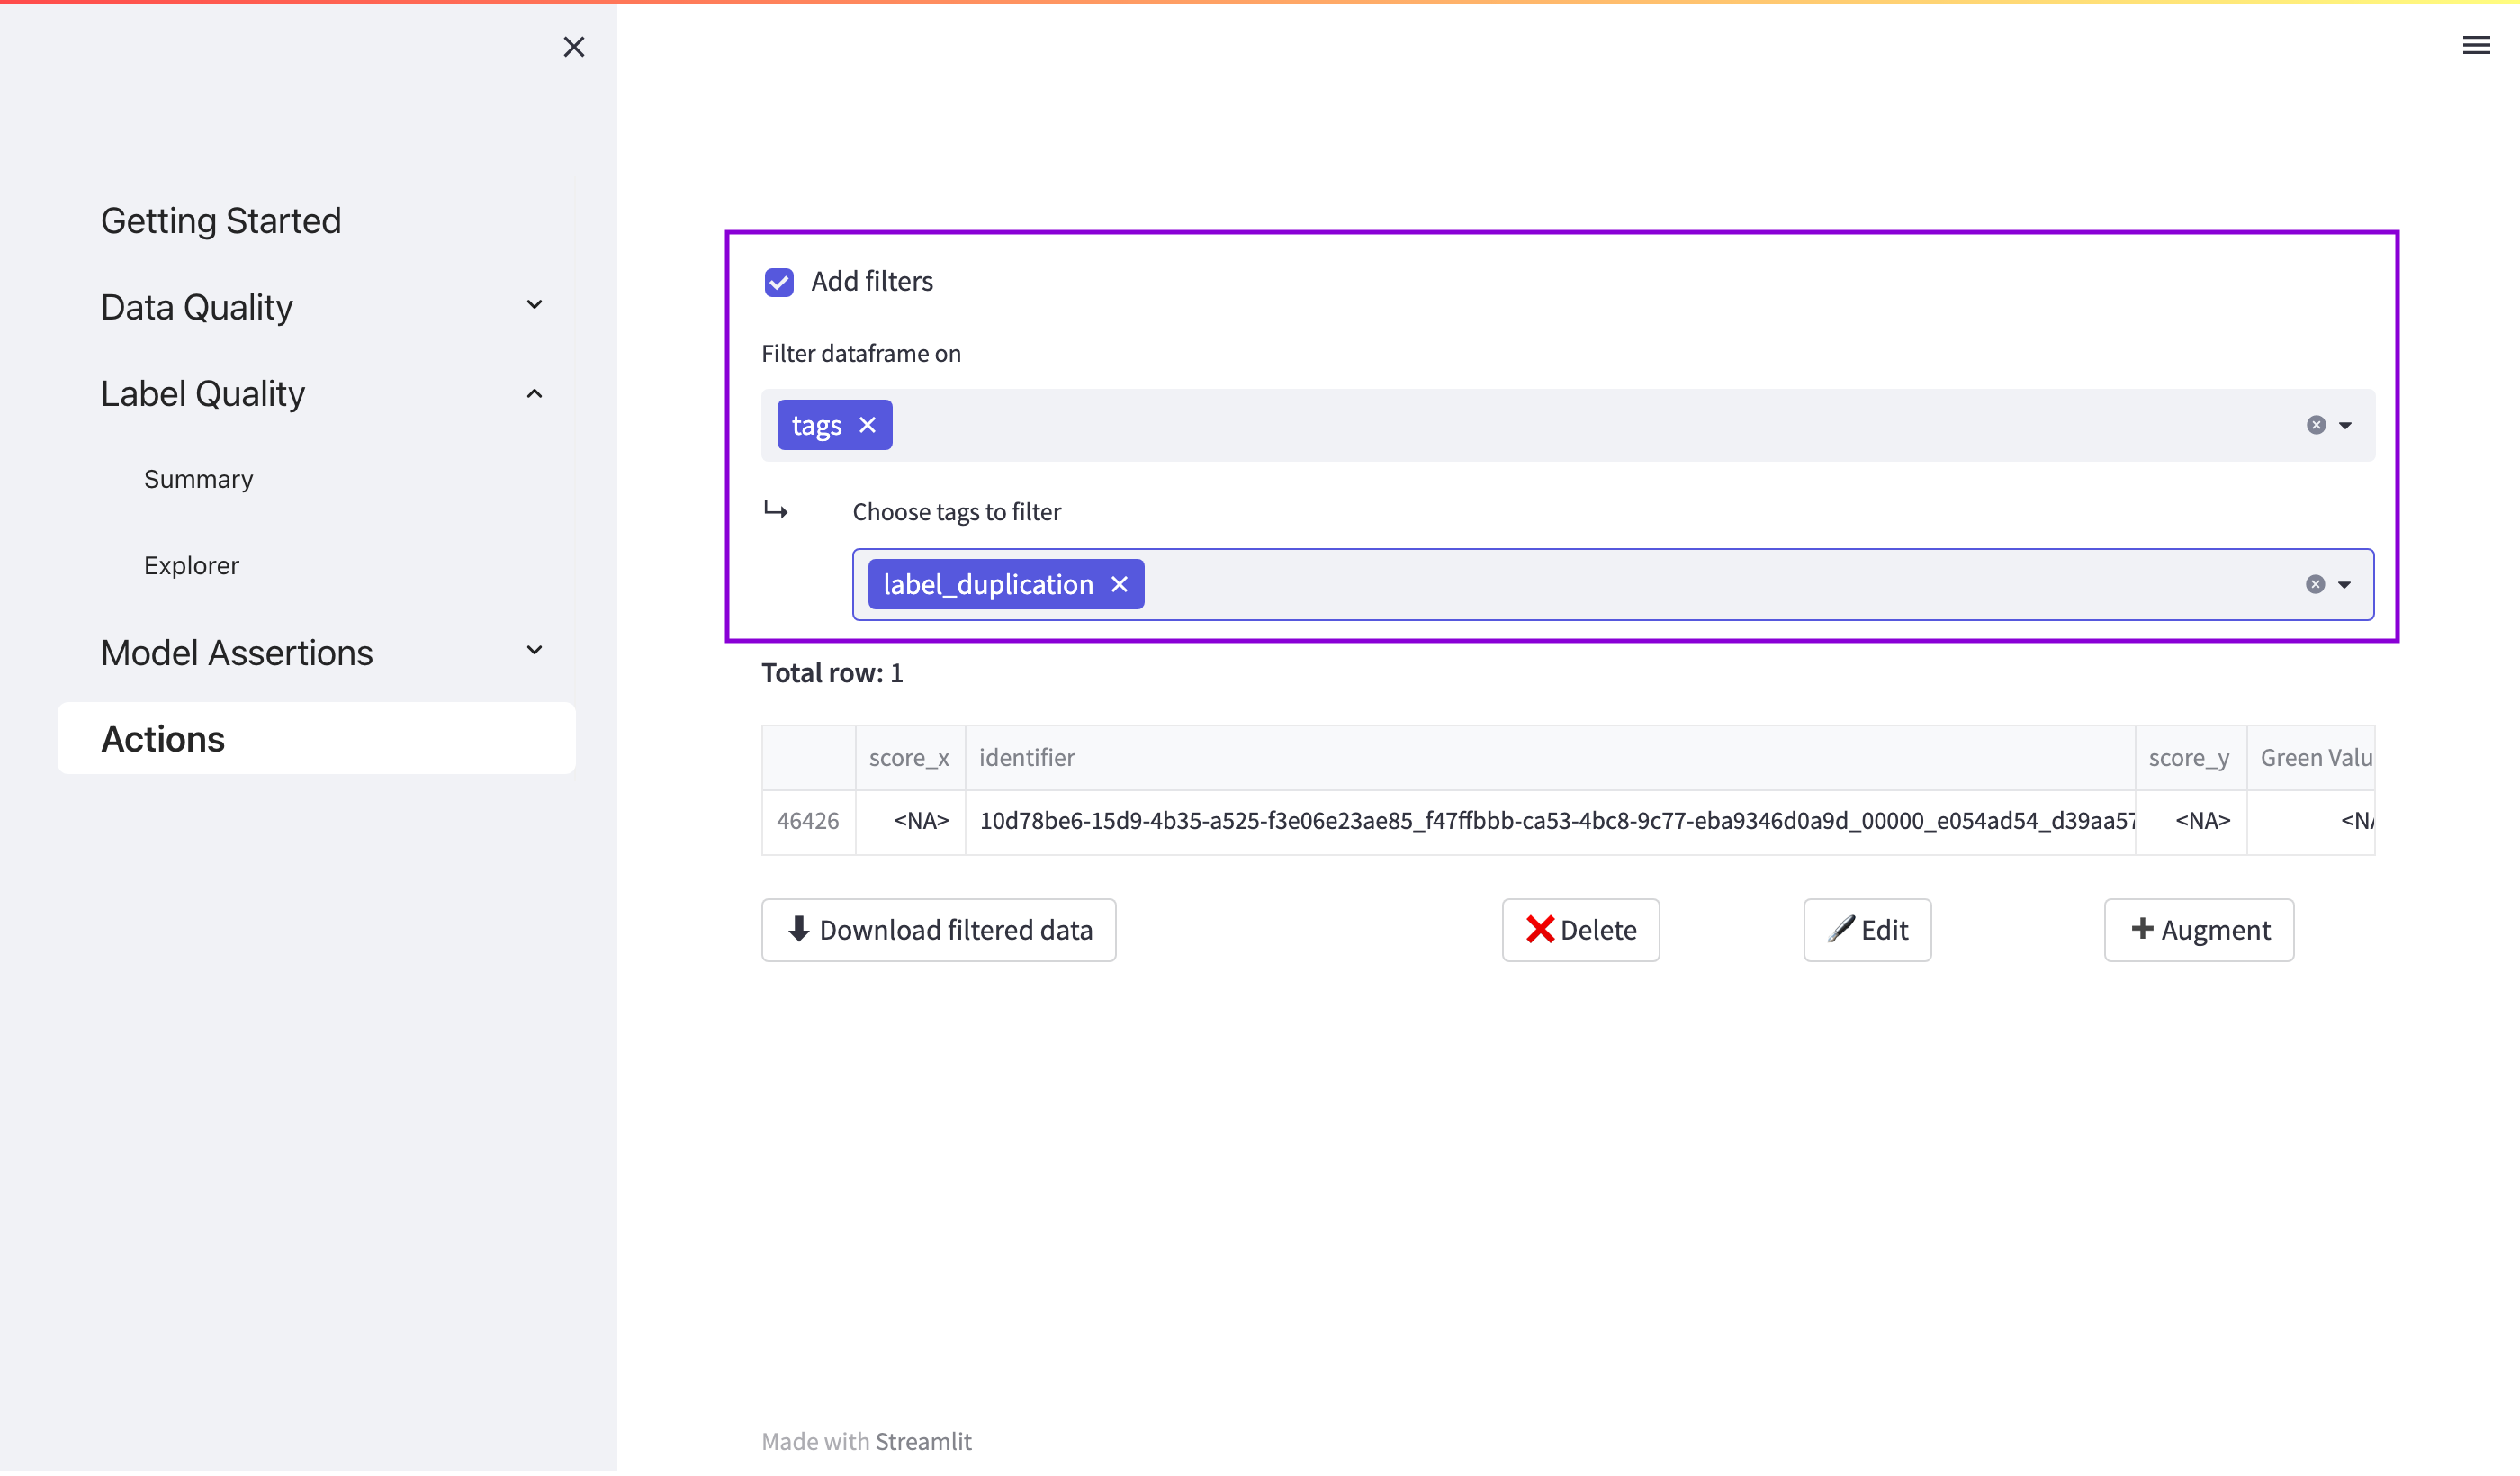 Getting Started
Data Quality
Label Quality
Summary
Explorer
Model Assertions
Actions
Add filters
Filter dataframe on
tags
Choose tags to filter
label_duplication
Total row: 1
score_x identifier score_y Green Valu
46426 <NA> 10d78be6-15d9-4b35-a525-f3e06e23ae85_f47ffbbb-ca53-4bc8-9c77-eba9346d0a9d_00000_e054ad54_d39aa57 <NA> <NA
Download filtered data Delete Edit Augment
Made with Streamlit